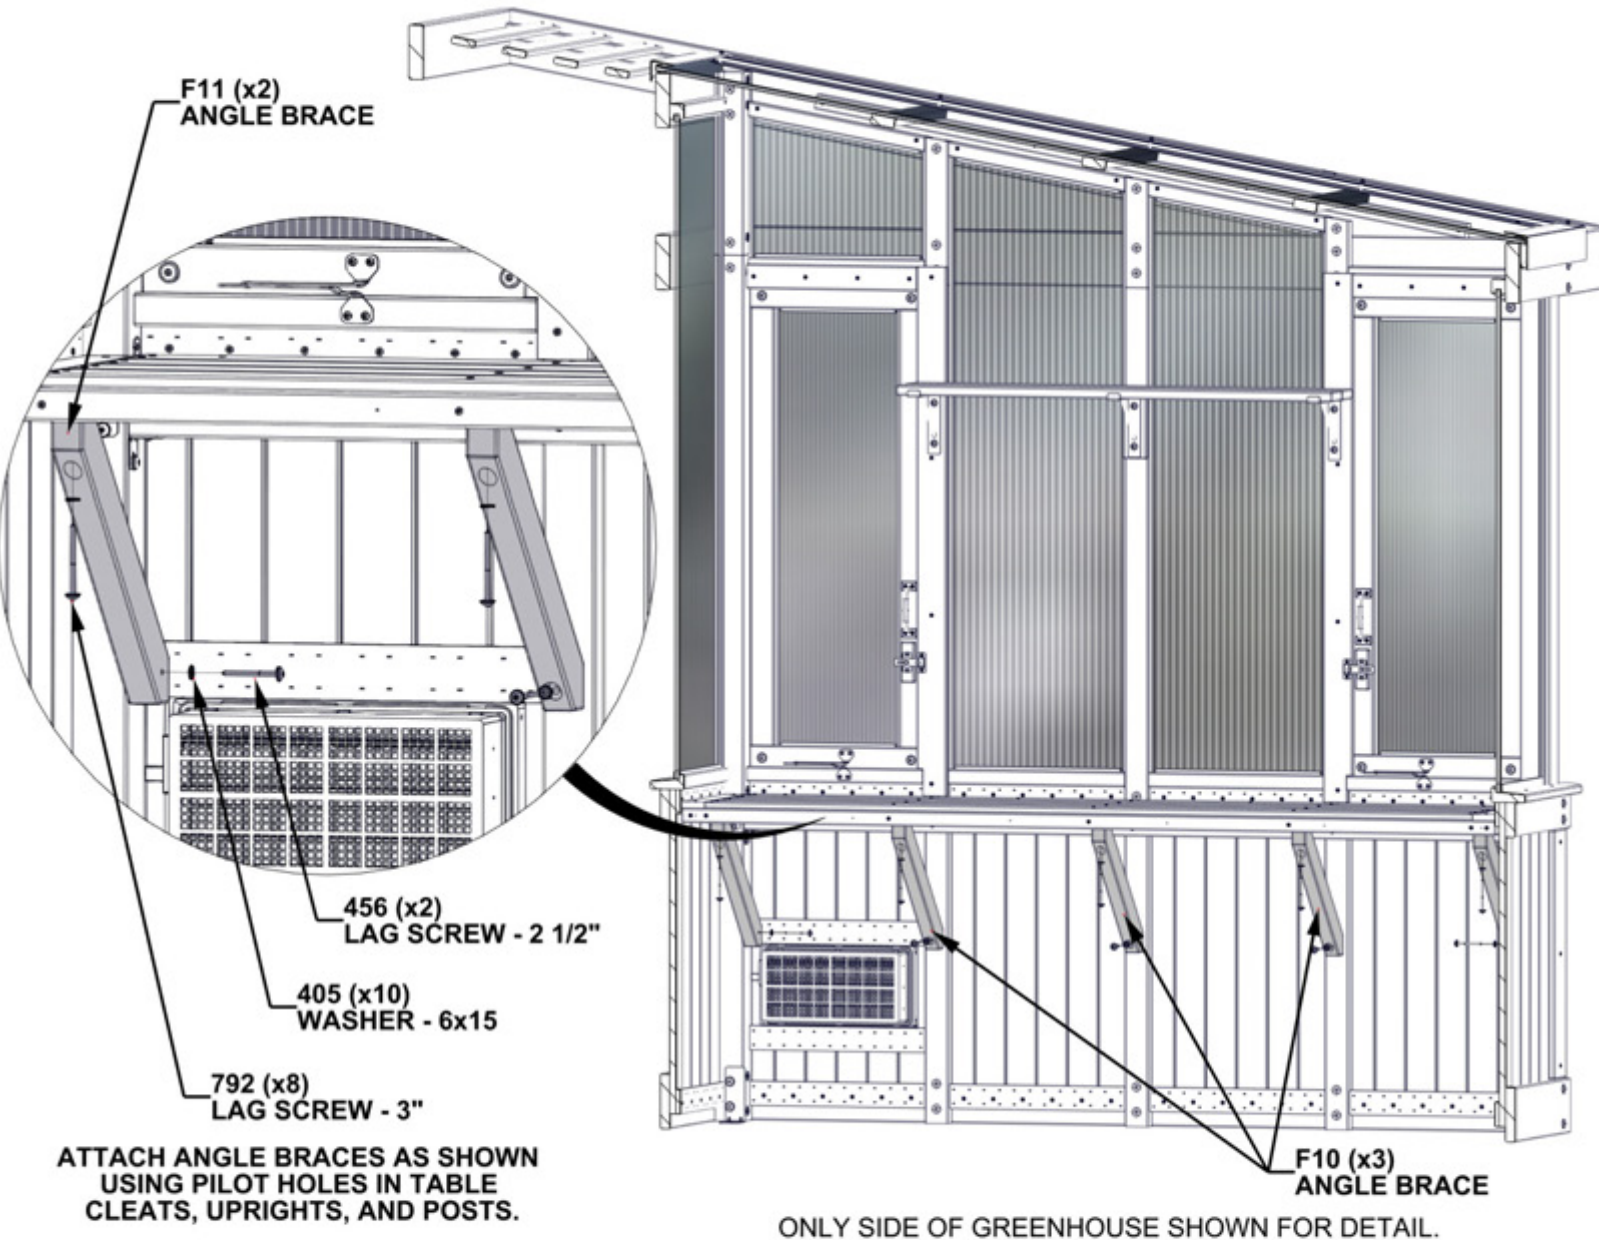 F11 (x2)
ANGLE BRACE
456 (x2)
LAG SCREW - 2 1/2"
405 (x10)
WASHER - 6x15
792 (x8)
LAG SCREW - 3"
ATTACH ANGLE BRACES AS SHOWN
USING PILOT HOLES IN TABLE
CLEATS, UPRIGHTS, AND POSTS.
F10 (x3)
ANGLE BRACE
ONLY SIDE OF GREENHOUSE SHOWN FOR DETAIL.